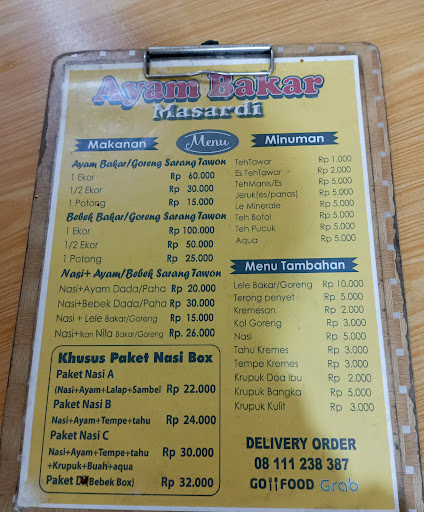 Ayam Bakar
Masardi
Makanan
Menu
Minuman
Ayam Bakar/Goreng Sarang Tawon
1 Ekor Rp 60.000
1/2 Ekor Rp 30.000
1 Potong Rp 15.000
Bebek Bakar/Goreng Sarang Tawon
1 Ekor Rp 100.000
1/2 Ekor Rp 50.000
1 Potong Rp 25.000
Nasi+ Ayam/Bebek Sarang Tawon
Nasi+Ayam Dada/Paha Rp 20.000
Nasi+Bebek Dada/Paha Rp 30.000
Nasi + Lele Bakar/Goreng Rp 15.000
Nasi+Ikan Nila Bakar/Goreng Rp. 26.000
Khusus Paket Nasi Box
Paket Nasi A
(Nasi+Ayam+Lalap+Sambel Rp 22.000
Paket Nasi B
Nasi+Ayam+Tempe+tahu Rp 24.000
Paket Nasi C
Nasi+Ayam+Tempe+tahu Rp 30.000
+Krupuk+Buah+aqua
Paket D (Bebek Box) Rp 32.000
TehTawar Rp 1.000
Es TehTawar Rp 2.000
TehManis/Es Rp 5.000
Jeruk(es/panas) Rp 5.000
Le Minerale Rp 5.000
Teh Botol Rp 5.000
Teh Pucuk Rp 5.000
Aqua Rp 5.000
Menu Tambahan
Lele Bakar/Goreng Rp 10.000
Terong penyet Rp 5.000
Kremesan Rp 2.000
Kol Goreng Rp 3.000
Nasi Rp 5.000
Tahu Kremes Rp 3.000
Tempe Kremes Rp 3.000
Krupuk Doa ibu Rp 2.000
Krupuk Bangka Rp 5.000
Krupuk Kulit Rp 3.000
DELIVERY ORDER
08 111 238 387
GOFOOD Grab